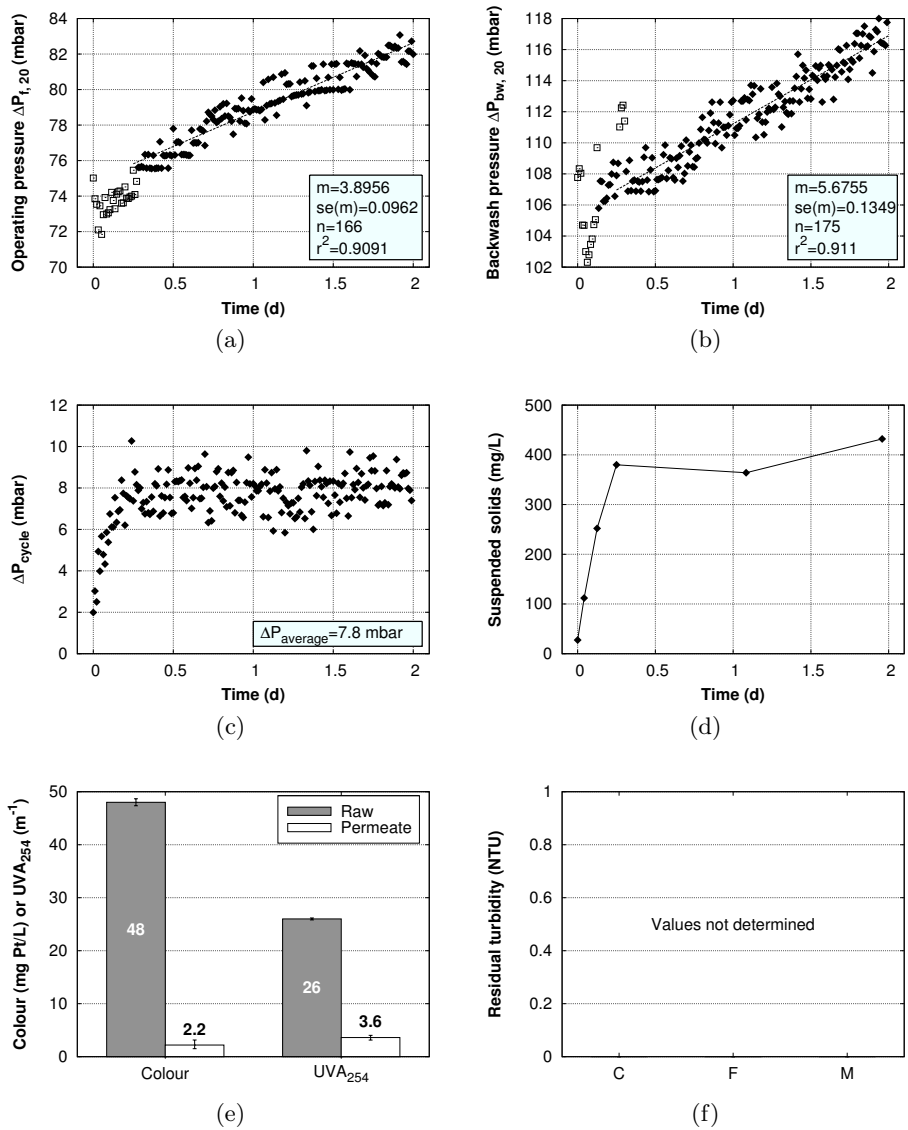 84
82
80
78
76
74
72
70
Operating pressure ΔP_f, 20 (mbar)
m=3.8956
se(m)=0.0962
n=166
r²=0.9091
0 0.5 1 1.5 2
Time (d)
(a)
118
116
114
112
110
108
106
104
102
Backwash pressure ΔP_bw, 20 (mbar)
m=5.6755
se(m)=0.1349
n=175
r²=0.911
0 0.5 1 1.5 2
Time (d)
(b)
12
10
8
6
4
2
0
ΔP_cycle (mbar)
ΔP_average=7.8 mbar
0 0.5 1 1.5 2
Time (d)
(c)
500
400
300
200
100
0
Suspended solids (mg/L)
0 0.5 1 1.5 2
Time (d)
(d)
50
40
30
20
10
0
Colour (mg Pt/L) or UVA₂₅₄ (m⁻¹)
Raw
Permeate
48
2.2
26
3.6
Colour UVA₂₅₄
(e)
1
0.8
0.6
0.4
0.2
0
Residual turbidity (NTU)
Values not determined
C F M
(f)